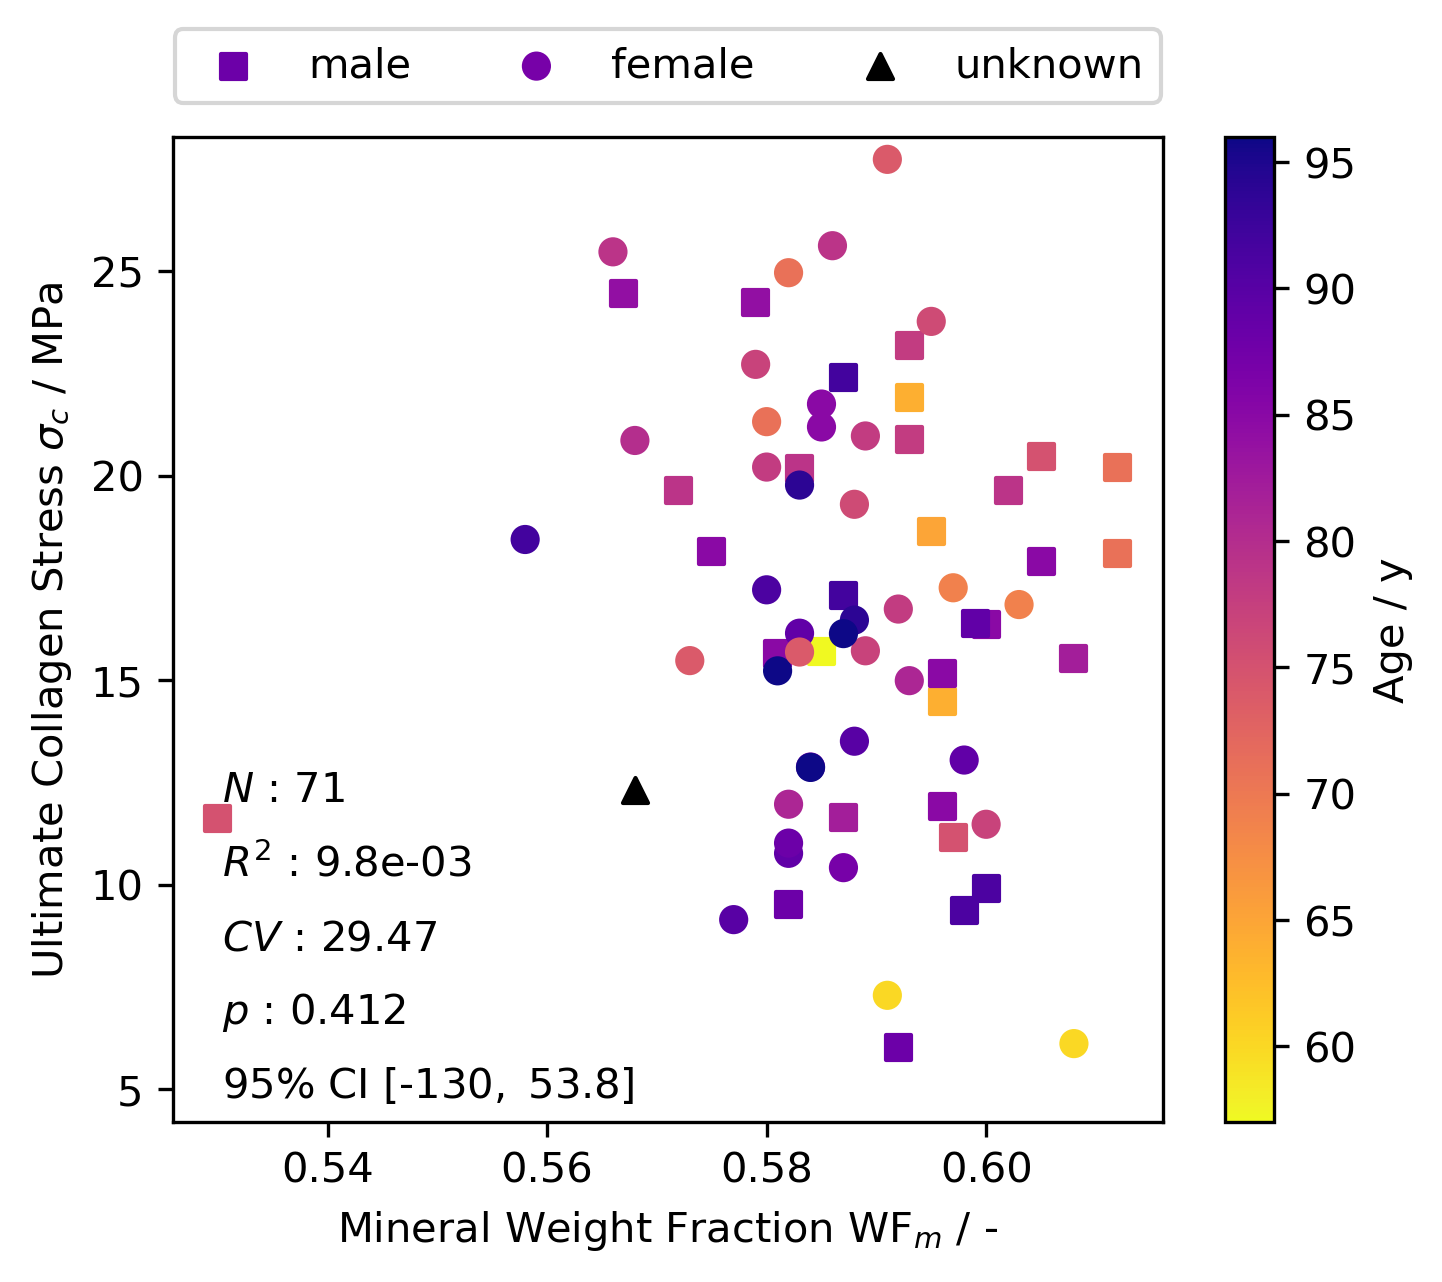 male female unknown
Ultimate Collagen Stress σ_c / MPa
25
20
15
10
5
N : 71
R² : 9.8e-03
CV : 29.47
p : 0.412
95% CI [-130, 53.8]
0.54 0.56 0.58 0.60
Mineral Weight Fraction WF_m / -
95
90
85
80
75
70
65
60
Age / y